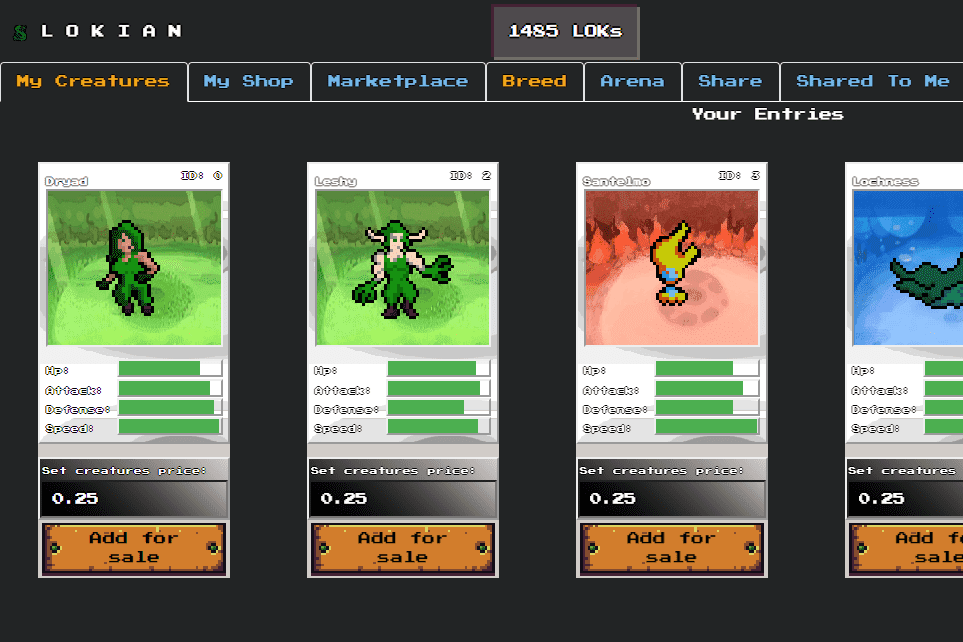 $ LOKIAN
1485 LOKs
My Creatures My Shop Marketplace Breed Arena Share Shared To Me
Your Entries
Dryad ID: 0
Hp:
Attack:
Defense:
Speed:
Set creatures price:
0.25
Add for
sale
Leshy ID: 2
Hp:
Attack:
Defense:
Speed:
Set creatures price:
0.25
Add for
sale
Santelmo ID: 3
Hp:
Attack:
Defense:
Speed:
Set creatures price:
0.25
Add for
sale
Lochness
Hp:
Attack:
Defense:
Speed:
Set creatures
0.25
Add fo
sale